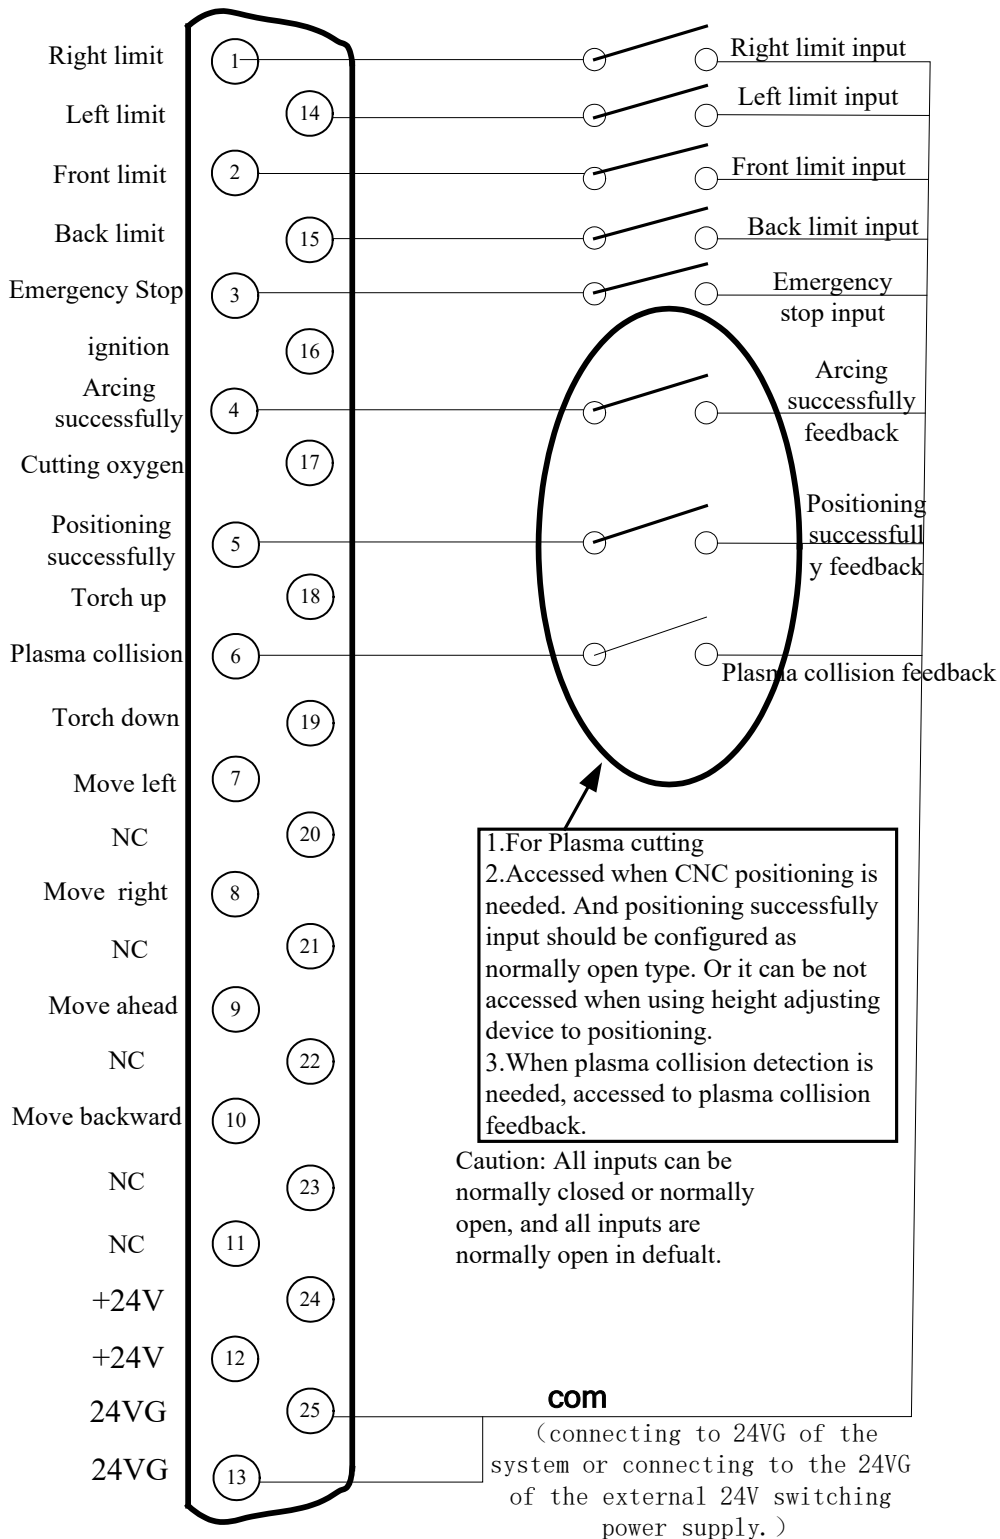 Right limit
1
Right limit input
Left limit
14
Left limit input
Front limit
2
Front limit input
Back limit
15
Back limit input
Emergency Stop
3
Emergency
stop input
ignition
16
Arcing
successfully
4
Arcing
successfully
feedback
Cutting oxygen
17
Positioning
successfully
5
Positioning
successfull
y feedback
Torch up
18
Plasma collision
6
Plasma collision feedback
Torch down
19
Move left
7
NC
20
Move right
8
NC
21
Move ahead
9
NC
22
Move backward
10
NC
23
NC
11
+24V
24
+24V
12
24VG
25
24VG
13
1.For Plasma cutting
2.Accessed when CNC positioning is
needed. And positioning successfully
input should be configured as
normally open type. Or it can be not
accessed when using height adjusting
device to positioning.
3.When plasma collision detection is
needed, accessed to plasma collision
feedback.
Caution: All inputs can be
normally closed or normally
open, and all inputs are
normally open in defualt.
com
（connecting to 24VG of the
system or connecting to the 24VG
of the external 24V switching
power supply.）